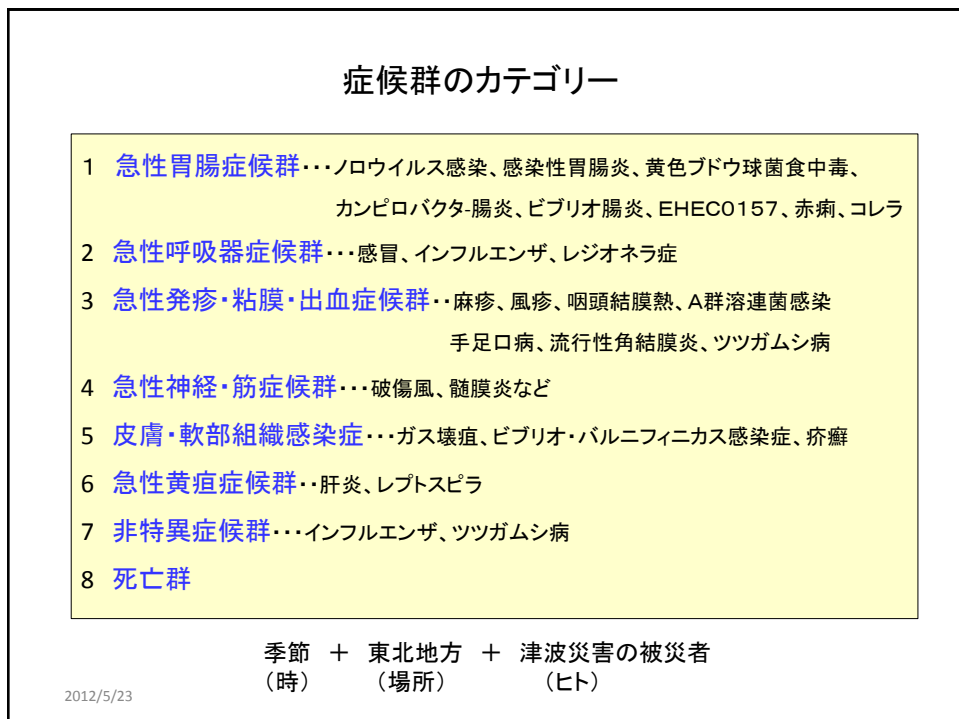 症候群のカテゴリー
1 急性胃腸症候群･･･ノロウイルス感染、感染性胃腸炎、黄色ブドウ球菌食中毒、
カンピロバクタ-腸炎、ビブリオ腸炎、EHEC0157、赤痢、コレラ
2 急性呼吸器症候群･･･感冒、インフルエンザ、レジオネラ症
3 急性発疹・粘膜・出血症候群･･麻疹、風疹、咽頭結膜熱、A群溶連菌感染
手足口病、流行性角結膜炎、ツツガムシ病
4 急性神経・筋症候群･･･破傷風、髄膜炎など
5 皮膚・軟部組織感染症･･･ガス壊疽、ビブリオ・バルニフィニカス感染症、疥癬
6 急性黄疸症候群･･肝炎、レプトスピラ
7 非特異症候群･･･インフルエンザ、ツツガムシ病
8 死亡群
季節 ＋ 東北地方 ＋ 津波災害の被災者
（時） （場所） （ヒト）
2012/5/23